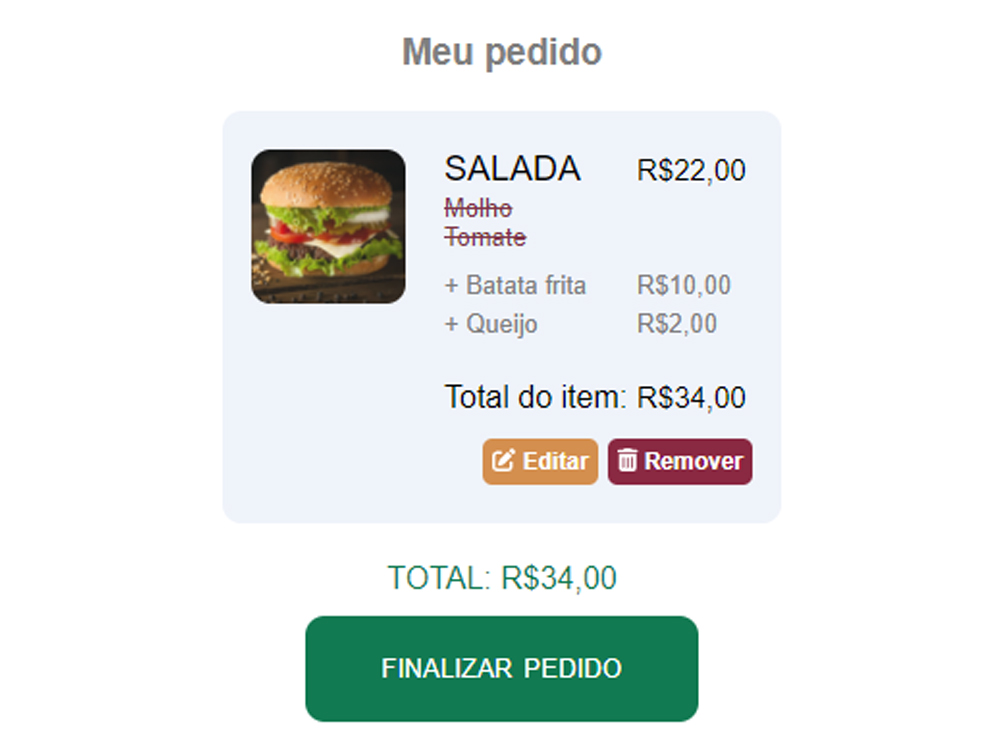 Meu pedido
SALADA R$22,00
Molho
Tomate
+ Batata frita R$10,00
+ Queijo R$2,00
Total do item: R$34,00
Editar Remover
TOTAL: R$34,00
FINALIZAR PEDIDO